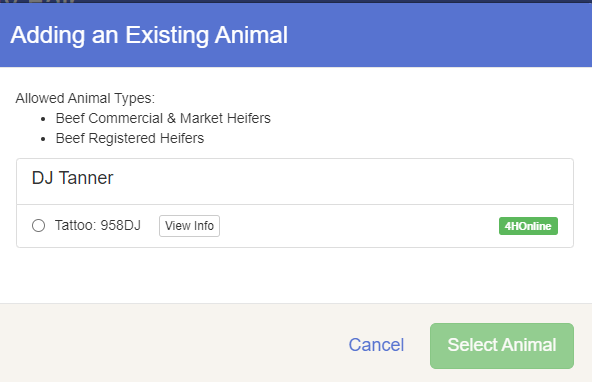 Adding an Existing Animal
Allowed Animal Types:
• Beef Commercial & Market Heifers
• Beef Registered Heifers
DJ Tanner
Tattoo: 958DJ View Info 4HOnline
Cancel Select Animal